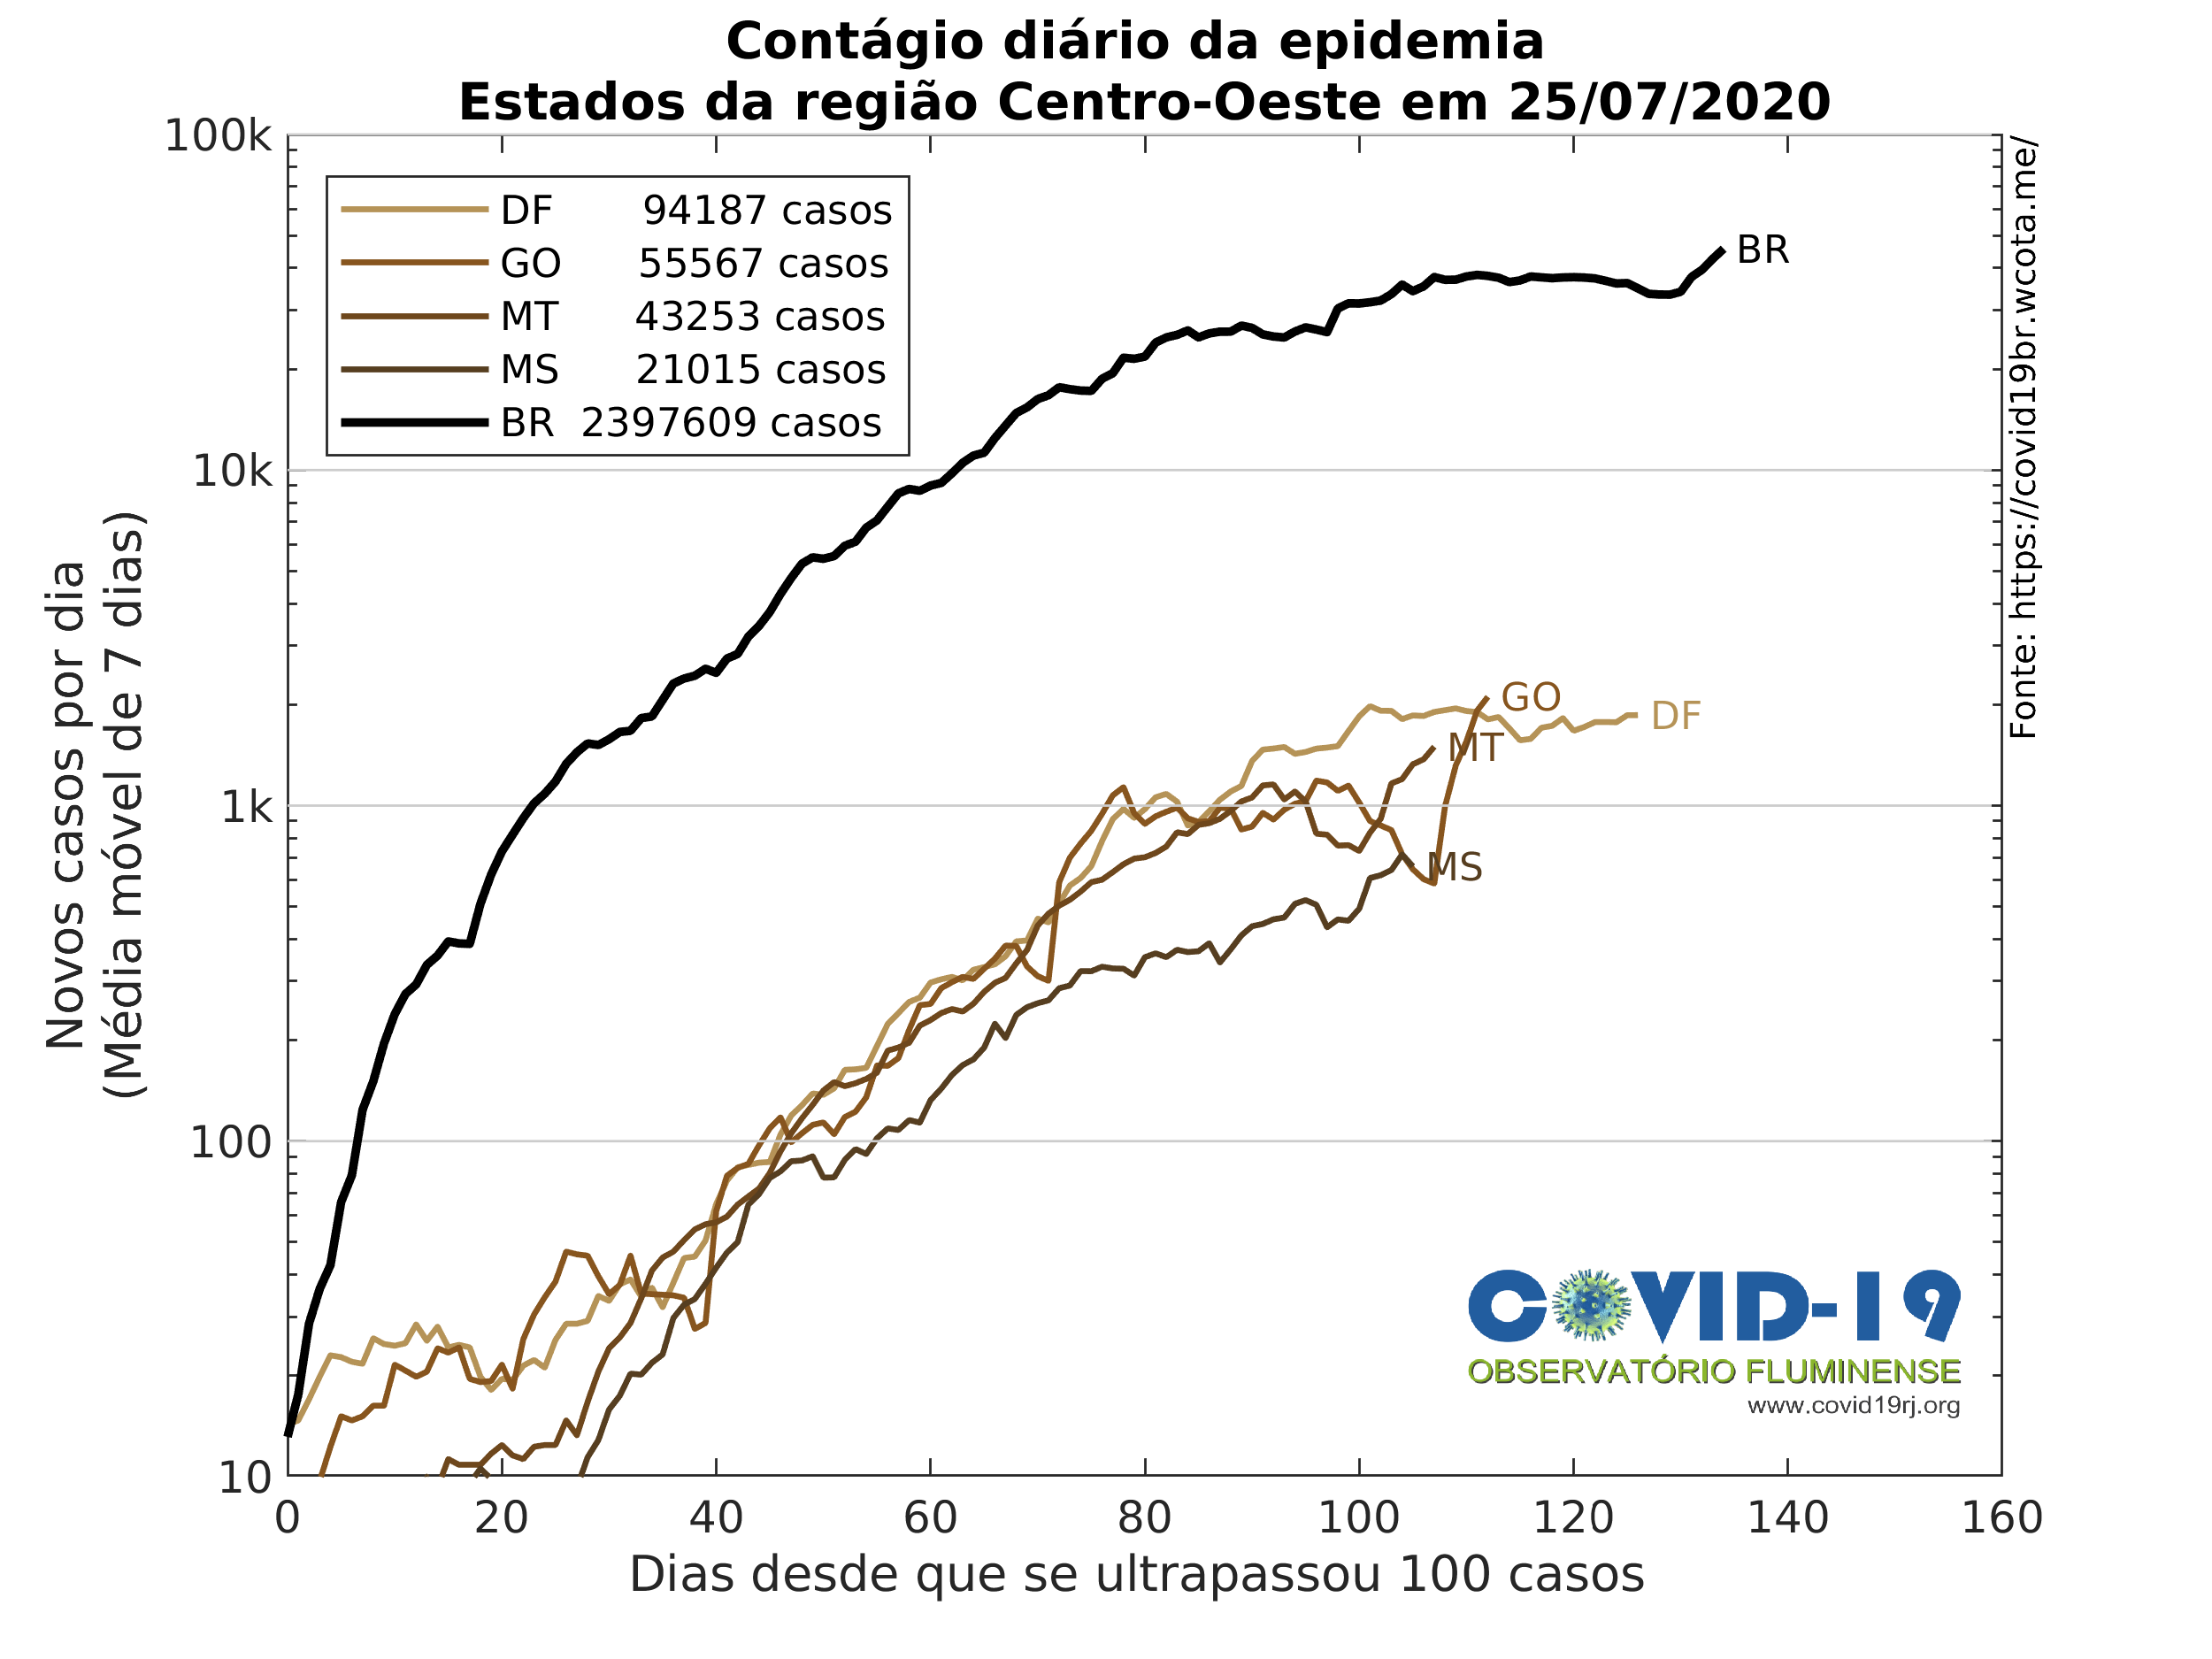 Contágio diário da epidemia
Estados da região Centro-Oeste em 25/07/2020
100k
10k
1k
100
10
Novos casos por dia
(Média móvel de 7 dias)
DF 94187 casos
GO 55567 casos
MT 43253 casos
MS 21015 casos
BR 2397609 casos
BR
GO
DF
MT
MS
Fonte: https://covid19br.wcota.me/
COVID-19
OBSERVATÓRIO FLUMINENSE
www.covid19rj.org
0 20 40 60 80 100 120 140 160
Dias desde que se ultrapassou 100 casos